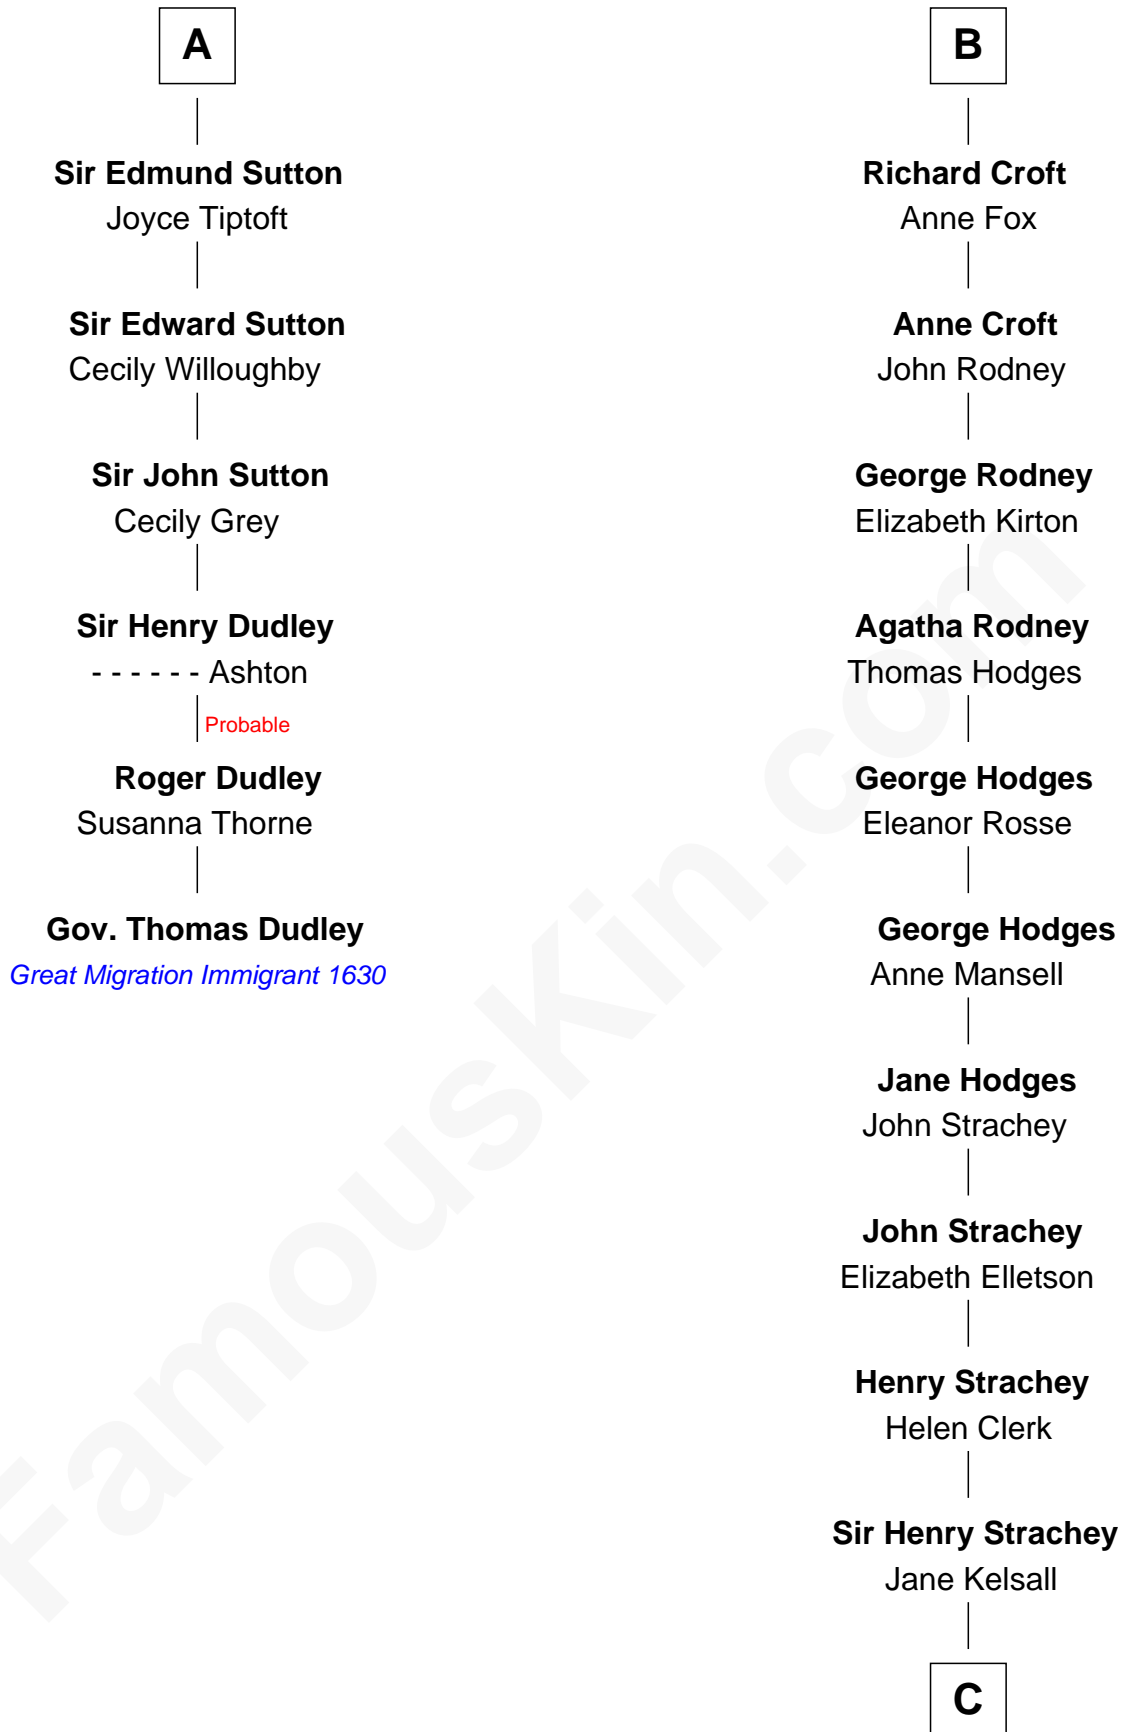 A
Sir Edmund Sutton
Joyce Tiptoft
Sir Edward Sutton
Cecily Willoughby
Sir John Sutton
Cecily Grey
Sir Henry Dudley
- - - - - - Ashton
Probable
Roger Dudley
Susanna Thorne
Gov. Thomas Dudley
Great Migration Immigrant 1630
B
Richard Croft
Anne Fox
Anne Croft
John Rodney
George Rodney
Elizabeth Kirton
Agatha Rodney
Thomas Hodges
George Hodges
Eleanor Rosse
George Hodges
Anne Mansell
Jane Hodges
John Strachey
John Strachey
Elizabeth Elletson
Henry Strachey
Helen Clerk
Sir Henry Strachey
Jane Kelsall
C
FamousKin.com